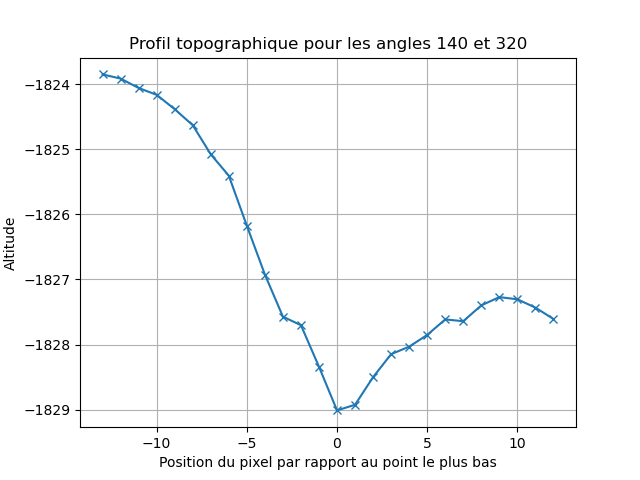 Profil topographique pour les angles 140 et 320
−1824
−1825
−1826
−1827
−1828
−1829
Altitude
−10 −5 0 5 10
Position du pixel par rapport au point le plus bas